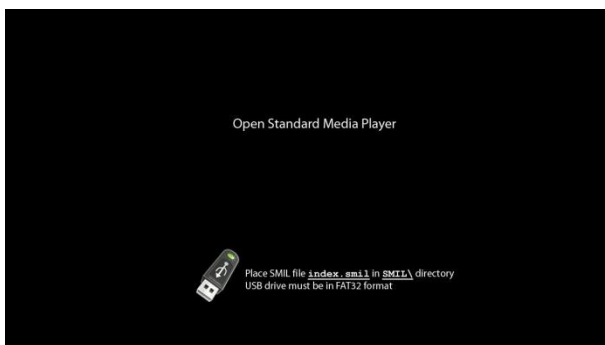 Open Standard Media Player
Place SMIL file index.smil in SMIL\ directory
USB drive must be in FAT32 format